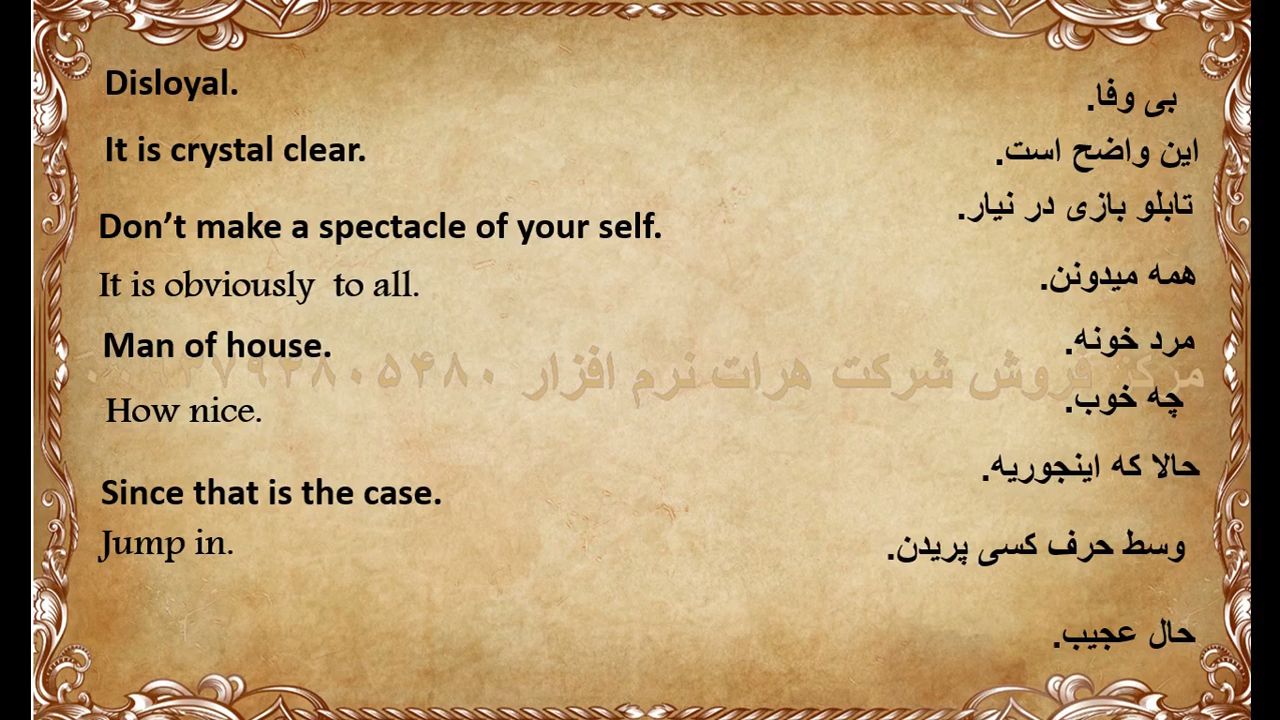 Disloyal.
بی وفا.
It is crystal clear.
این واضح است.
Don’t make a spectacle of your self.
تابلو بازی در نیار.
It is obviously to all.
همه میدونن.
Man of house.
مرد خونه.
مرکز فروش شرکت هرات نرم افزار
How nice.
چه خوب.
Since that is the case.
حالا که اینجوریه.
Jump in.
وسط حرف کسی پریدن.
حال عجیب.